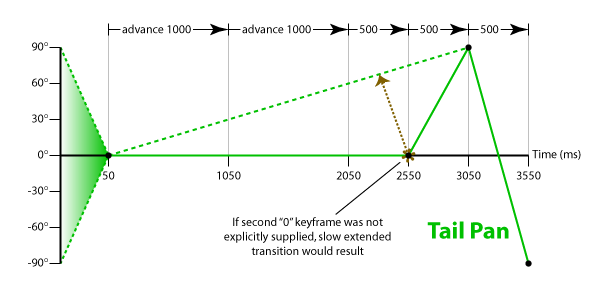 advance 1000 advance 1000 500 500 500
90°
60°
30°
0°
-30°
-60°
-90°
Time (ms)
50 1050 2050 2550 3050 3550
If second "0" keyframe was not
explicitly supplied, slow extended
transition would result
Tail Pan